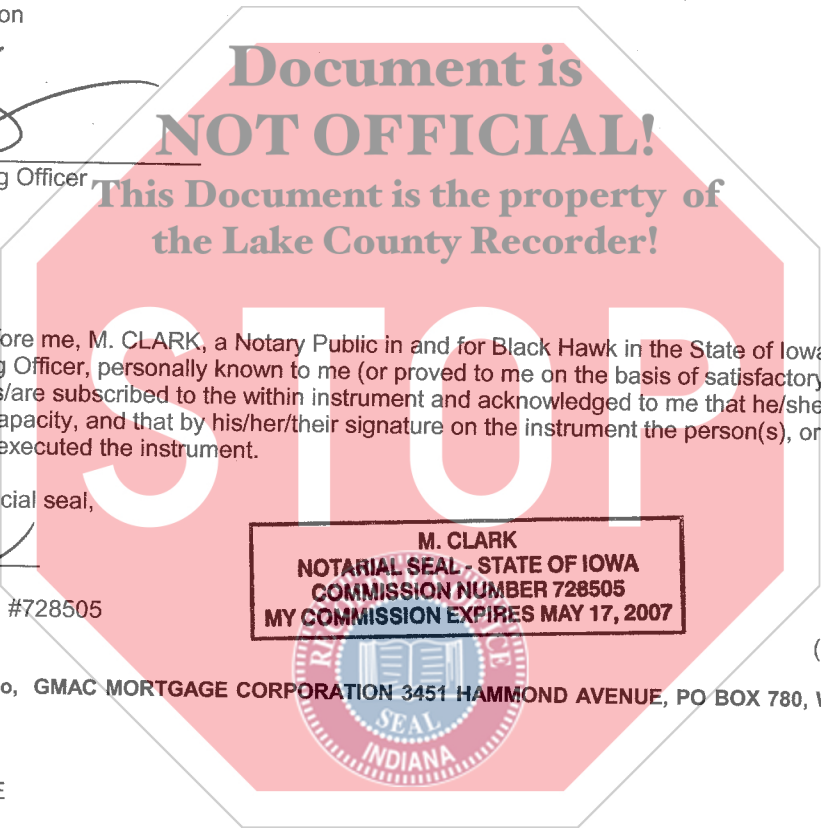 on
Document is
NOT OFFICIAL!
g Officer
This Document is the property of
the Lake County Recorder!
STOP
ore me, M. CLARK, a Notary Public in and for Black Hawk in the State of Iowa
g Officer, personally known to me (or proved to me on the basis of satisfactory
s/are subscribed to the within instrument and acknowledged to me that he/she
apacity, and that by his/her/their signature on the instrument the person(s), or
executed the instrument.
cial seal,
M. CLARK
NOTARIAL SEAL - STATE OF IOWA
COMMISSION NUMBER 728505
MY COMMISSION EXPIRES MAY 17, 2007
#728505
(
o, GMAC MORTGAGE CORPORATION 3451 HAMMOND AVENUE, PO BOX 780, W
RECORDER'S OFFICE
SEAL
INDIANA
E